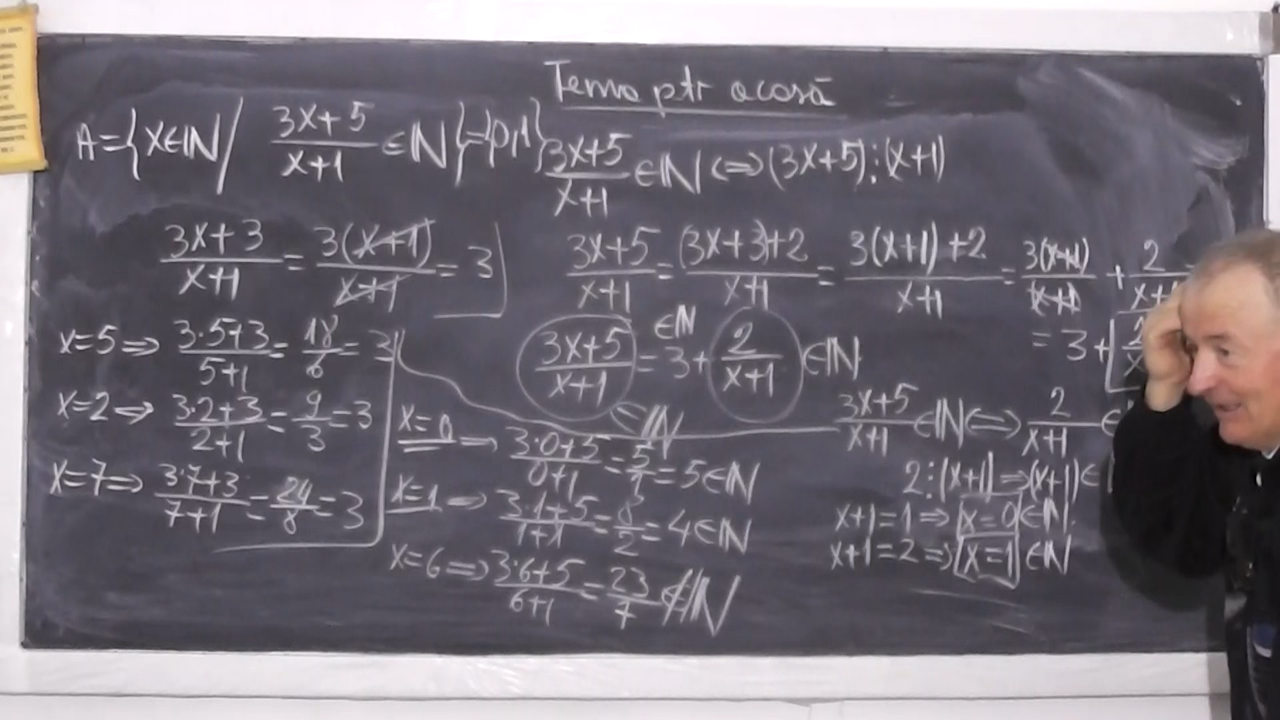 Tema ptr acasă
A={x∈ℕ / (3x+5)/(x+1) ∈ℕ}={0,1}
(3x+5)/(x+1) ∈ℕ ⇔ (3x+5)⋮(x+1)
(3x+3)/(x+1) = 3(x+1)/(x+1) = 3
(3x+5)/(x+1) = ((3x+3)+2)/(x+1) = (3(x+1)+2)/(x+1) = 3(x+1)/(x+1) + 2/
= 3+
x=5⇒ (3·5+3)/(5+1) = 18/6 = 3
x=2⇒ (3·2+3)/(2+1) = 9/3 = 3
x=7⇒ (3·7+3)/(7+1) = 24/8 = 3
(3x+5)/(x+1) = 3+ 2/(x+1) ∈ℕ
∈ℕ
∈ℕ
x=0 ⇒ (3·0+5)/(0+1) = 5/1 = 5∈ℕ
x=1 ⇒ (3·1+5)/(1+1) = 8/2 = 4∈ℕ
x=6⇒ (3·6+5)/(6+1) = 23/7 ∉ℕ
(3x+5)/(x+1) ∈ℕ ⇔ 2/(x+1) ∈
2⋮(x+1) ⇒(x+1)∈
x+1=1⇒ x=0 ∈ℕ
x+1=2⇒ x=1 ∈ℕ